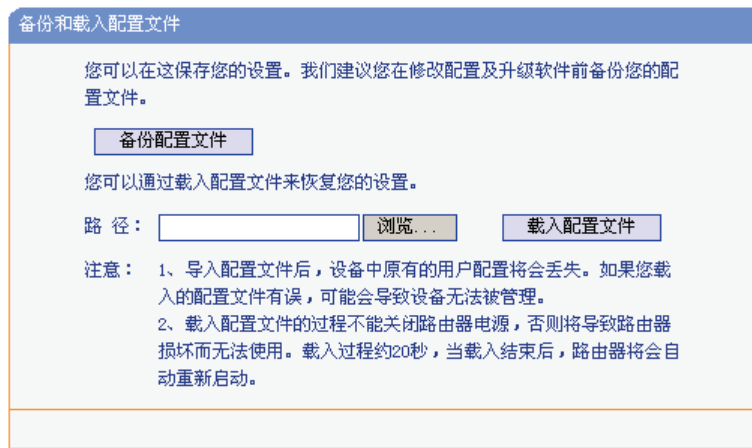 备份和载入配置文件
您可以在这保存您的设置。我们建议您在修改配置及升级软件前备份您的配
置文件。
备份配置文件
您可以通过载入配置文件来恢复您的设置。
路 径： 浏览... 载入配置文件
注意： 1、导入配置文件后，设备中原有的用户配置将会丢失。如果您载
入的配置文件有误，可能会导致设备无法被管理。
2、载入配置文件的过程不能关闭路由器电源，否则将导致路由器
损坏而无法使用。载入过程约20秒，当载入结束后，路由器将会自
动重新启动。